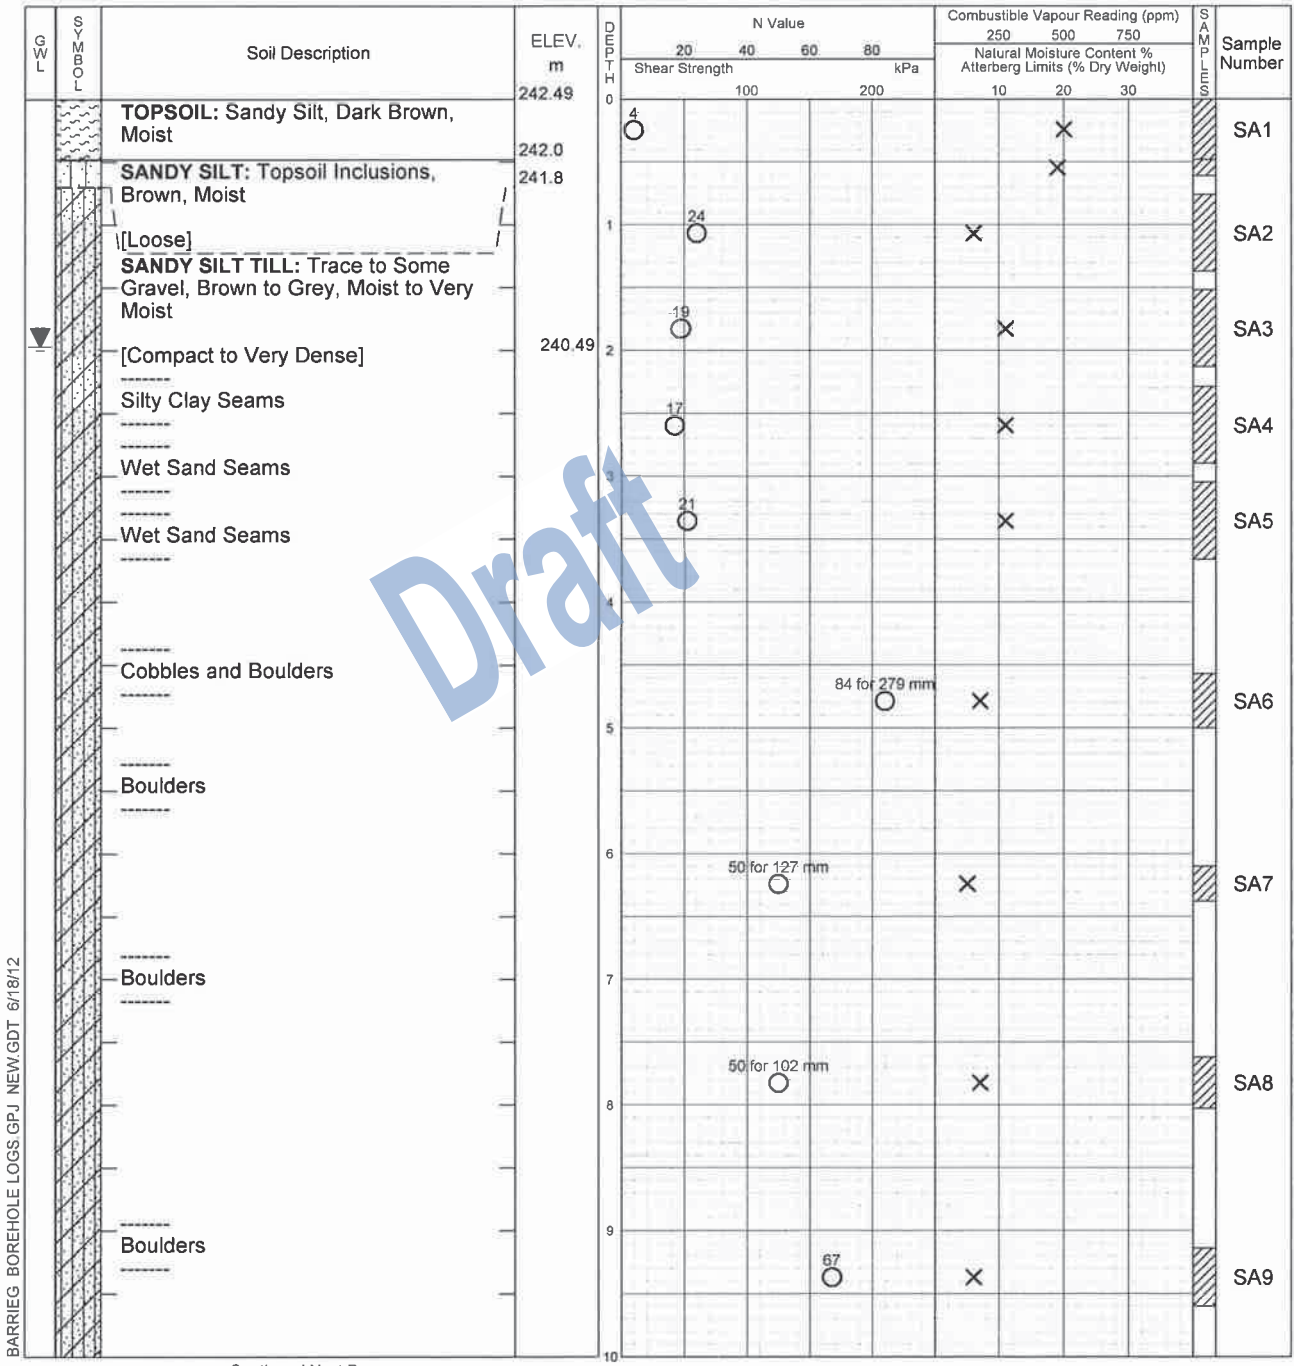 GWL
SYMBOL
Soil Description
ELEV.
m
DEPTH
N Value
20 40 60 80
Shear Strength kPa
100 200
Combustible Vapour Reading (ppm)
250 500 750
Natural Moisture Content %
Atterberg Limits (% Dry Weight)
10 20 30
SAMPLES
Sample
Number
242.49
0
TOPSOIL: Sandy Silt, Dark Brown,
Moist
4
SA1
242.0
SANDY SILT: Topsoil Inclusions,
Brown, Moist
241.8
[Loose]
1
24
SA2
SANDY SILT TILL: Trace to Some
Gravel, Brown to Grey, Moist to Very
Moist
19
SA3
[Compact to Very Dense]
240.49
2
Silty Clay Seams
17
SA4
Wet Sand Seams
3
21
SA5
Wet Sand Seams
4
Draft
Cobbles and Boulders
84 for 279 mm
SA6
5
Boulders
6
50 for 127 mm
SA7
Boulders
7
50 for 102 mm
SA8
8
9
Boulders
67
SA9
10
BARRIEG BOREHOLE LOGS.GPJ NEW.GDT 6/18/12